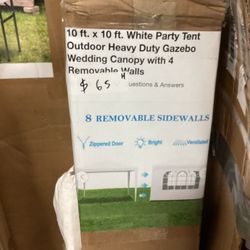 10 ft. x 10 ft. White Party Tent
Outdoor Heavy Duty Gazebo
Wedding Canopy with 4
Removable Walls
$ 65 uestions & Answers
8 REMOVABLE SIDEWALLS
Zippered Door Bright Ventilated